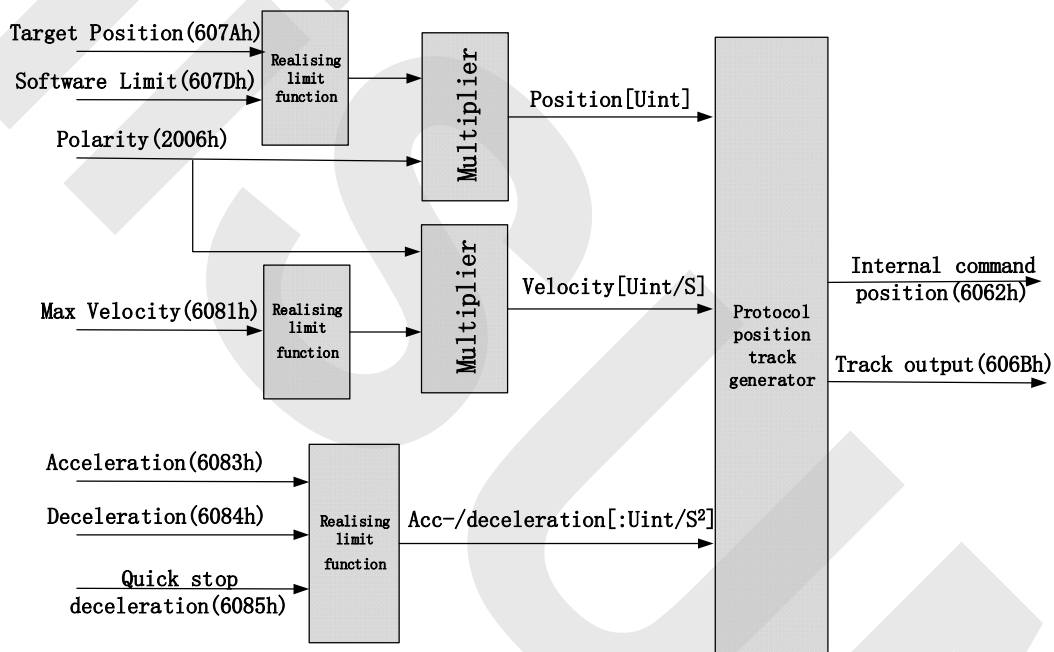 Target Position(607Ah)
Software Limit(607Dh)
Realising
limit
function
Polarity(2006h)
Multiplier
Position[Uint]
Max Velocity(6081h)
Realising
limit
function
Multiplier
Velocity[Uint/S]
Acceleration(6083h)
Deceleration(6084h)
Quick stop
deceleration(6085h)
Realising
limit
function
Acc-/deceleration[:Uint/S²]
Protocol
position
track
generator
Internal command
position(6062h)
Track output(606Bh)